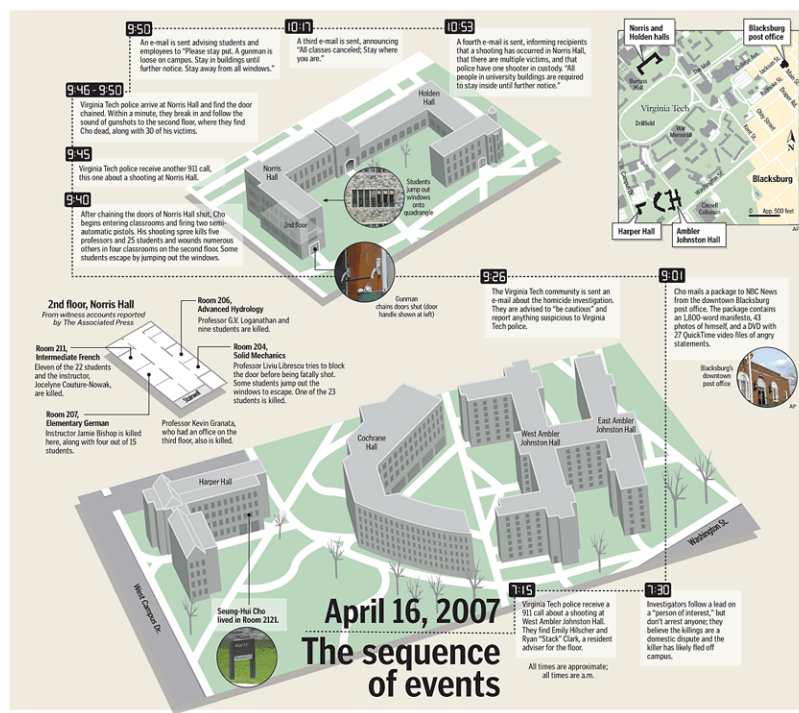 9:50
An e-mail is sent advising students and
employees to "Please stay put. A gunman is
loose on campus. Stay in buildings until
further notice. Stay away from all windows."
10:17
A third e-mail is sent, announcing
"All classes canceled; Stay where
you are."
10:53
A fourth e-mail is sent, informing recipients
that a shooting has occurred in Norris Hall,
that there are multiple victims, and that
police have one shooter in custody. "All
people in university buildings are required
to stay inside until further notice."
9:46 - 9:50
Virginia Tech police arrive at Norris Hall and find the door
chained. Within a minute, they break in and follow the
sound of gunshots to the second floor, where they find
Cho dead, along with 30 of his victims.
9:45
Virginia Tech police receive another 911 call,
this one about a shooting at Norris Hall.
9:40
After chaining the doors of Norris Hall shut, Cho
begins entering classrooms and firing two semi-
automatic pistols. His shooting spree kills five
professors and 25 students and wounds numerous
others in four classrooms on the second floor. Some
students escape by jumping out the windows.
Holden
Hall
Norris
Hall
2nd floor
Students
jump out
windows
onto
quadrangle
Gunman
chains doors shut (door
handle shown at left)
Norris and
Holden halls
Blacksburg
post office
Burruss
Hall
The Mall
College Ave.
Jackson St.
Main St.
Roanoke St.
Draper Rd.
Virginia Tech
Drillfield
War
Memorial
Otey Street
Kent St.
W. Campus Dr.
Washington St.
Cassell
Coliseum
Blacksburg
0 App. 500 feet
Harper Hall
Ambler
Johnston Hall
AP
9:26
The Virginia Tech community is sent an
e-mail about the homicide investigation.
They are advised to "be cautious" and
report anything suspicious to Virginia
Tech police.
9:01
Cho mails a package to NBC News
from the downtown Blacksburg
post office. The package contains
an 1,800-word manifesto, 43
photos of himself, and a DVD with
27 QuickTime video files of angry
statements.
Blacksburg's
downtown
post office
AP
2nd floor, Norris Hall
From witness accounts reported
by The Associated Press
Room 206,
Advanced Hydrology
Professor G.V. Loganathan and
nine students are killed.
Room 211,
Intermediate French
Eleven of the 22 students
and the instructor,
Jocelyne Couture-Nowak,
are killed.
Room 204,
Solid Mechanics
Professor Liviu Librescu tries to block
the door before being fatally shot.
Some students jump out the
windows to escape. One of the 23
students is killed.
Stairwell
Room 207,
Elementary German
Instructor Jamie Bishop is killed
here, along with four out of 15
students.
Professor Kevin Granata,
who had an office on the
third floor, also is killed.
Cochrane
Hall
West Ambler
Johnston Hall
East Ambler
Johnston Hall
Harper Hall
West Campus Dr.
Washington St.
Seung-Hui Cho
lived in Room 2121.
April 16, 2007
The sequence
of events
7:15
Virginia Tech police receive a
911 call about a shooting at
West Ambler Johnston Hall.
They find Emily Hilscher and
Ryan "Stack" Clark, a resident
adviser for the floor.
All times are approximate;
all times are a.m.
7:30
Investigators follow a lead on
a "person of interest," but
don't arrest anyone; they
believe the killings are a
domestic dispute and the
killer has likely fled off
campus.